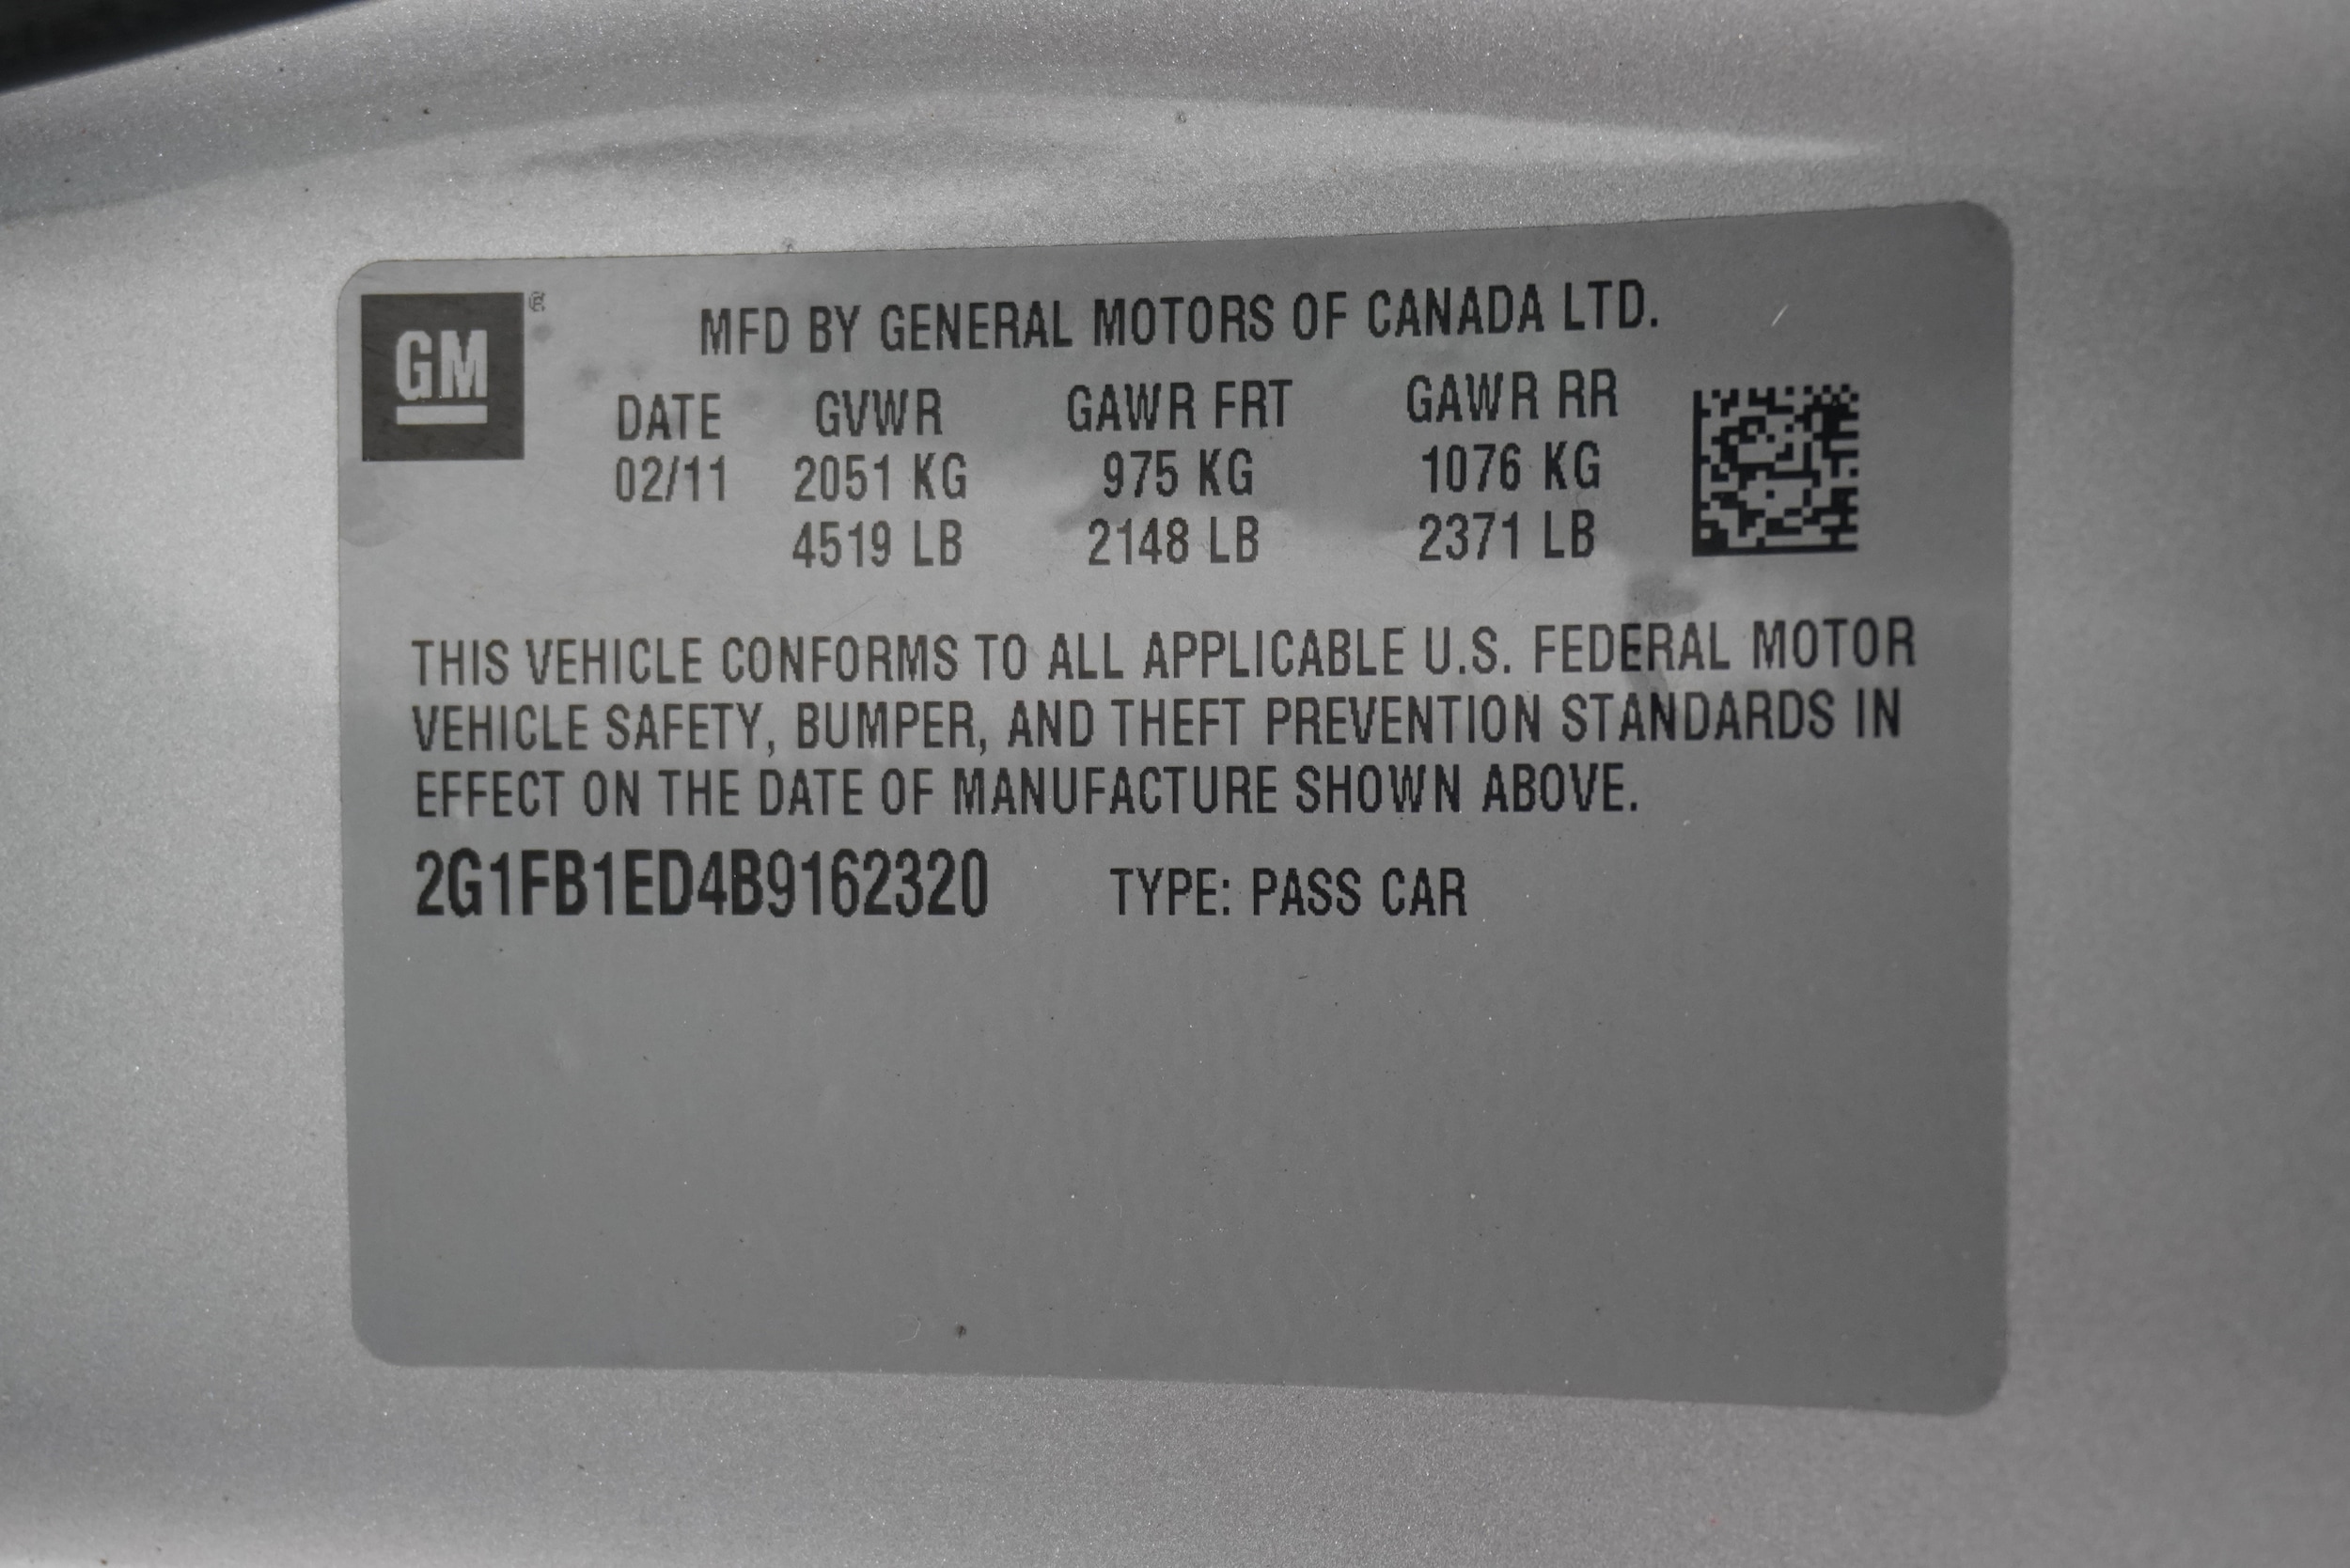 GM ®
MFD BY GENERAL MOTORS OF CANADA LTD.
DATE GVWR GAWR FRT GAWR RR
02/11 2051 KG 975 KG 1076 KG
4519 LB 2148 LB 2371 LB
THIS VEHICLE CONFORMS TO ALL APPLICABLE U.S. FEDERAL MOTOR
VEHICLE SAFETY, BUMPER, AND THEFT PREVENTION STANDARDS IN
EFFECT ON THE DATE OF MANUFACTURE SHOWN ABOVE.
2G1FB1ED4B9162320 TYPE: PASS CAR